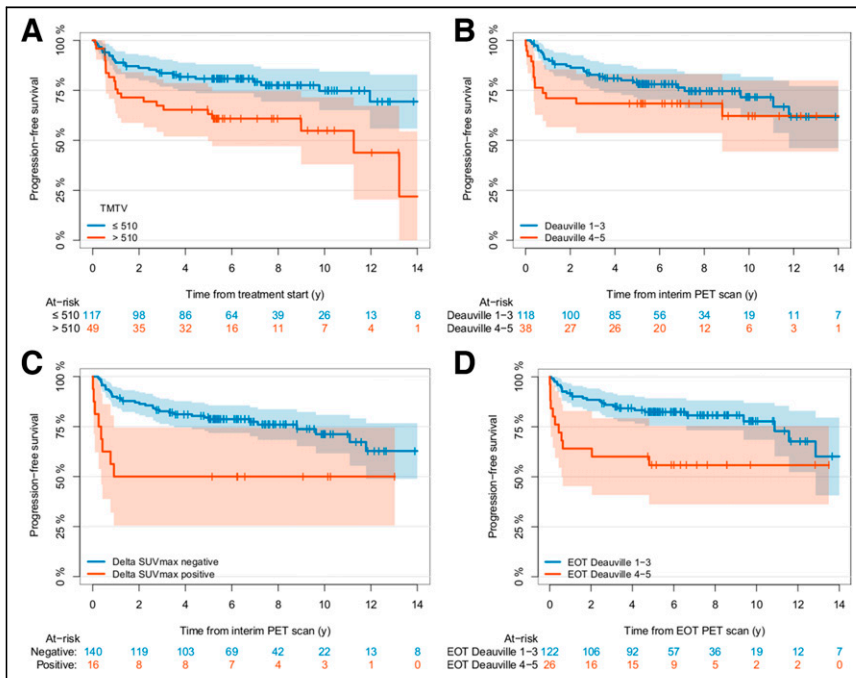 A
100 %
75 %
50 %
25 %
0 %
Progression-free survival
TMTV
≤ 510
> 510
0 2 4 6 8 10 12 14
Time from treatment start (y)
At-risk
≤ 510 117 98 86 64 39 26 13 8
> 510 49 35 32 16 11 7 4 1
B
100 %
75 %
50 %
25 %
0 %
Progression-free survival
Deauville 1–3
Deauville 4–5
0 2 4 6 8 10 12 14
Time from interim PET scan (y)
At-risk
Deauville 1–3 118 100 85 56 34 19 11 7
Deauville 4–5 38 27 26 20 12 6 3 1
C
100 %
75 %
50 %
25 %
0 %
Progression-free survival
Delta SUVmax negative
Delta SUVmax positive
0 2 4 6 8 10 12 14
Time from interim PET scan (y)
At-risk
Negative: 140 119 103 69 42 22 13 8
Positive: 16 8 8 7 4 3 1 0
D
100 %
75 %
50 %
25 %
0 %
Progression-free survival
EOT Deauville 1–3
EOT Deauville 4–5
0 2 4 6 8 10 12 14
Time from EOT PET scan (y)
At-risk
EOT Deauville 1–3 122 106 92 57 36 19 12 7
EOT Deauville 4–5 26 16 15 9 5 2 2 0